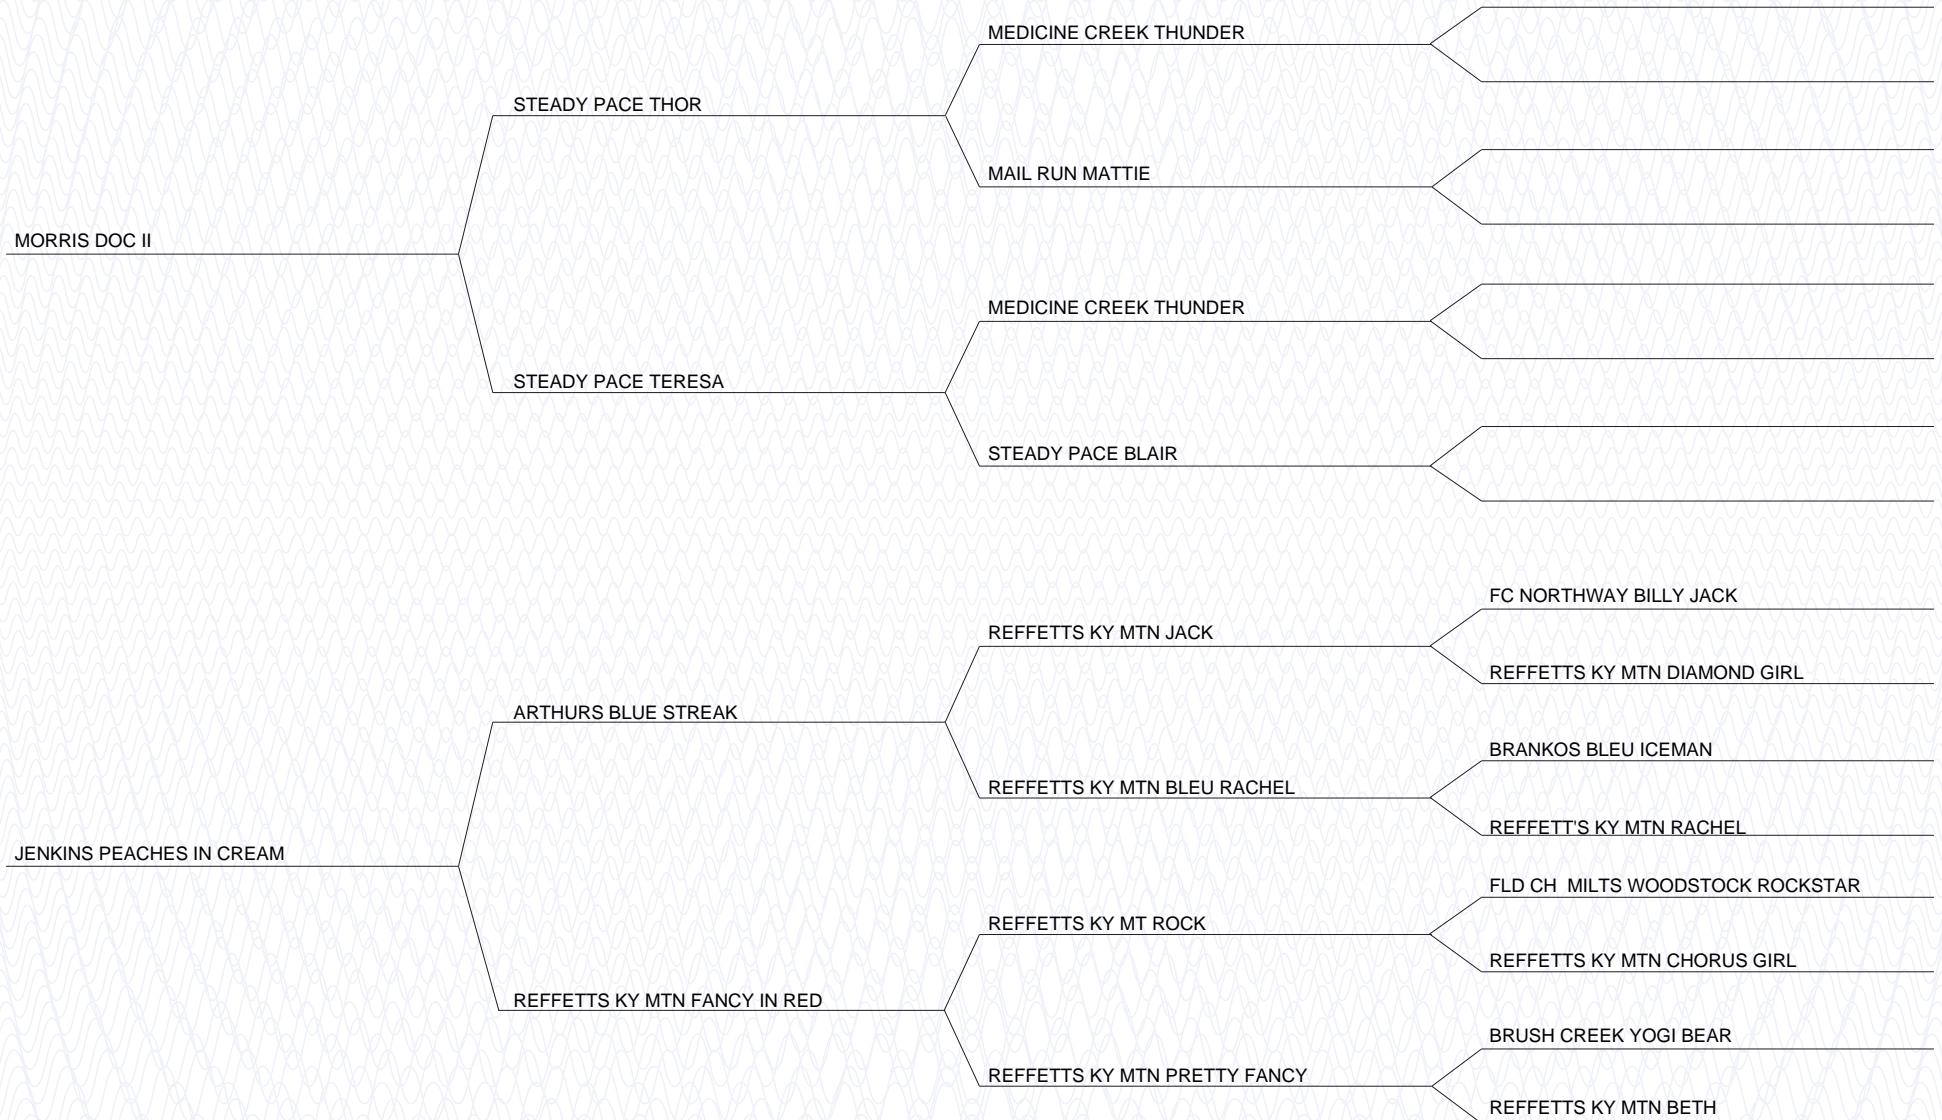 MEDICINE CREEK THUNDER
STEADY PACE THOR
MAIL RUN MATTIE
MORRIS DOC II
MEDICINE CREEK THUNDER
STEADY PACE TERESA
STEADY PACE BLAIR
FC NORTHWAY BILLY JACK
REFFETTS KY MTN JACK
REFFETTS KY MTN DIAMOND GIRL
ARTHURS BLUE STREAK
BRANKOS BLEU ICEMAN
REFFETTS KY MTN BLEU RACHEL
REFFETT'S KY MTN RACHEL
JENKINS PEACHES IN CREAM
FLD CH  MILTS WOODSTOCK ROCKSTAR
REFFETTS KY MT ROCK
REFFETTS KY MTN CHORUS GIRL
REFFETTS KY MTN FANCY IN RED
BRUSH CREEK YOGI BEAR
REFFETTS KY MTN PRETTY FANCY
REFFETTS KY MTN BETH